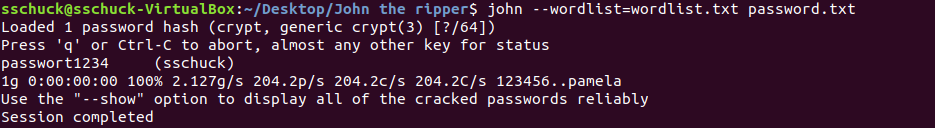 sschuck@sschuck-VirtualBox:~/Desktop/John the ripper$ john --wordlist=wordlist.txt password.txt
Loaded 1 password hash (crypt, generic crypt(3) [?/64])
Press 'q' or Ctrl-C to abort, almost any other key for status
passwort1234     (sschuck)
1g 0:00:00:00 100% 2.127g/s 204.2p/s 204.2c/s 204.2C/s 123456..pamela
Use the "--show" option to display all of the cracked passwords reliably
Session completed